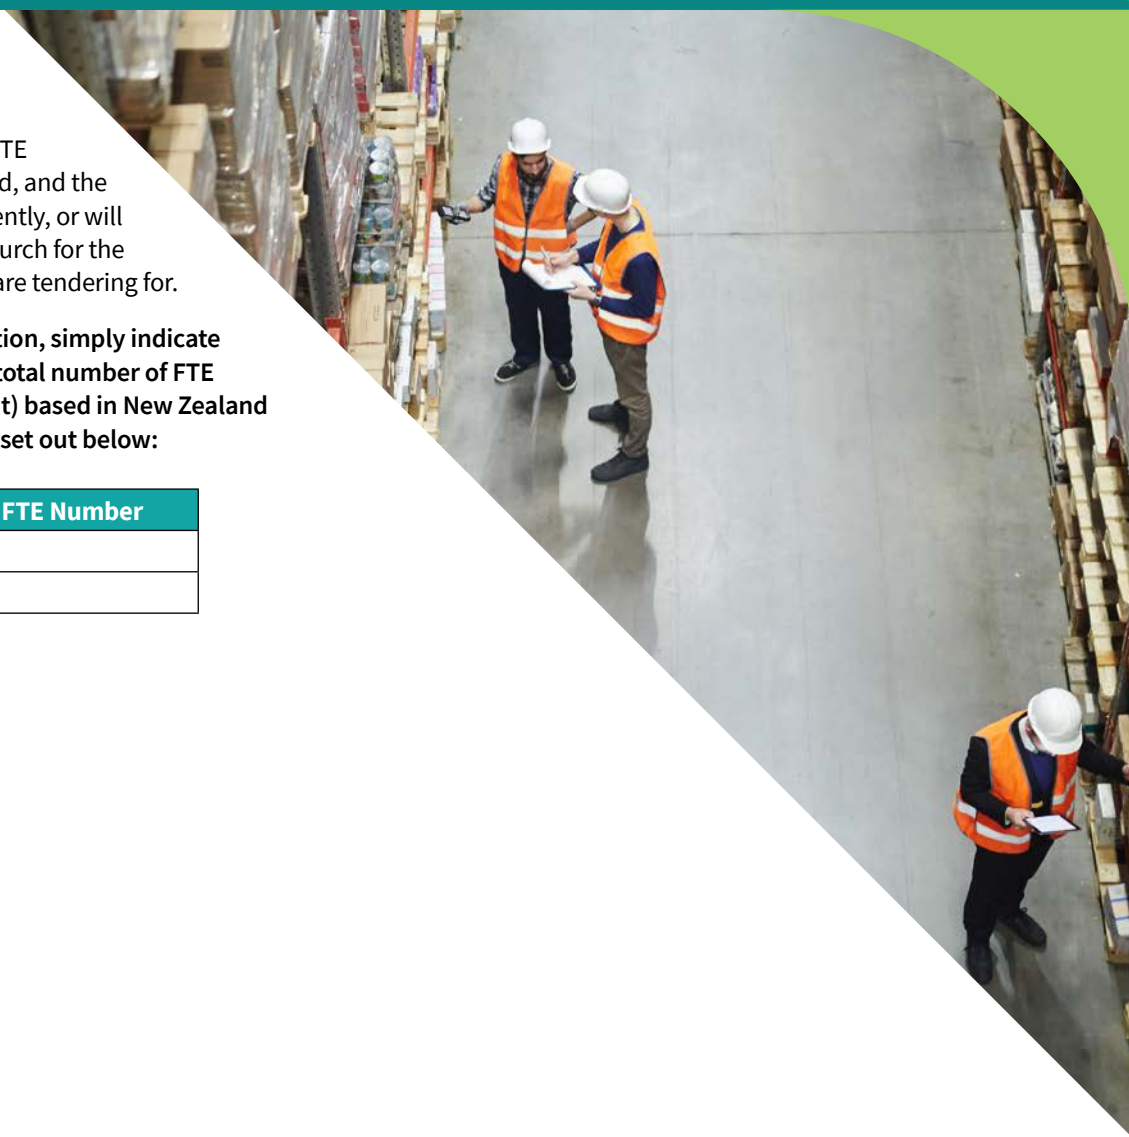 TE
d, and the
ently, or will
urch for the
are tendering for.
tion, simply indicate
total number of FTE
t) based in New Zealand
set out below:
FTE Number